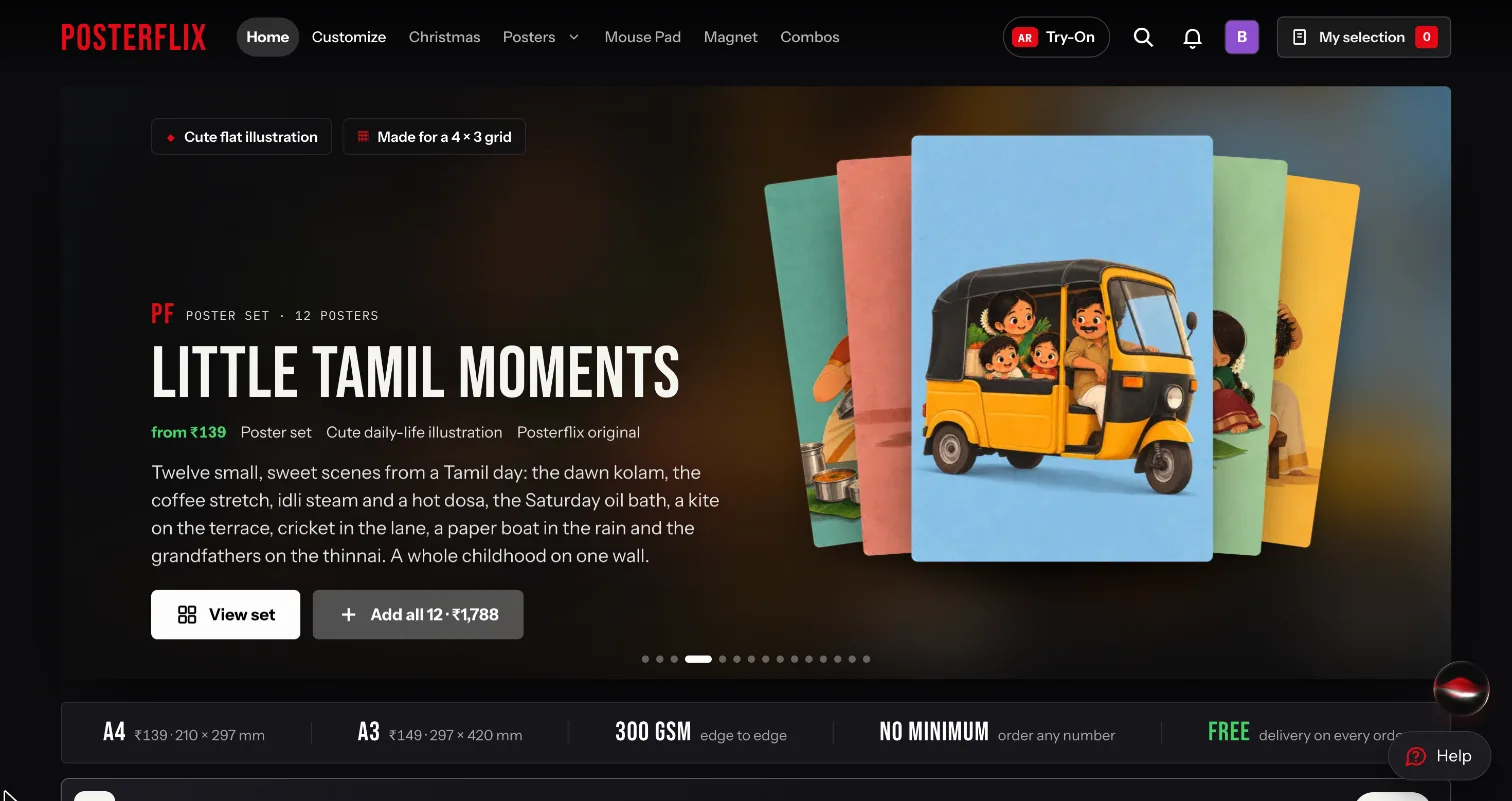 POSTERFLIX
Home
Customize
Christmas
Posters
Mouse Pad
Magnet
Combos
AR Try-On
B
My selection 0
Cute flat illustration
Made for a 4 × 3 grid
PF POSTER SET · 12 POSTERS
LITTLE TAMIL MOMENTS
from ₹139 Poster set Cute daily-life illustration Posterflix original
Twelve small, sweet scenes from a Tamil day: the dawn kolam, the
coffee stretch, idli steam and a hot dosa, the Saturday oil bath, a kite
on the terrace, cricket in the lane, a paper boat in the rain and the
grandfathers on the thinnai. A whole childhood on one wall.
View set
+ Add all 12 · ₹1,788
A4 ₹139 · 210 × 297 mm
A3 ₹149 · 297 × 420 mm
300 GSM edge to edge
NO MINIMUM order any number
FREE delivery on every
Help